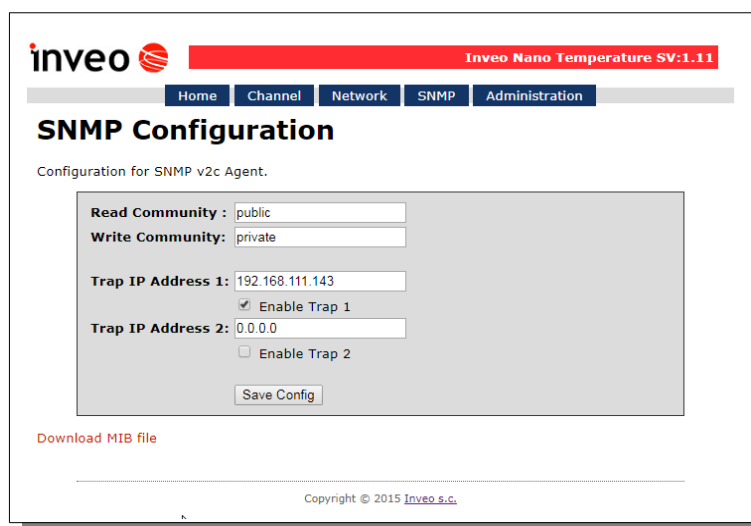 inveo
Inveo Nano Temperature SV:1.11
Home Channel Network SNMP Administration
SNMP Configuration
Configuration for SNMP v2c Agent.
Read Community : public
Write Community: private
Trap IP Address 1: 192.168.111.143
Enable Trap 1
Trap IP Address 2: 0.0.0.0
Enable Trap 2
Save Config
Download MIB file
Copyright © 2015 Inveo s.c.